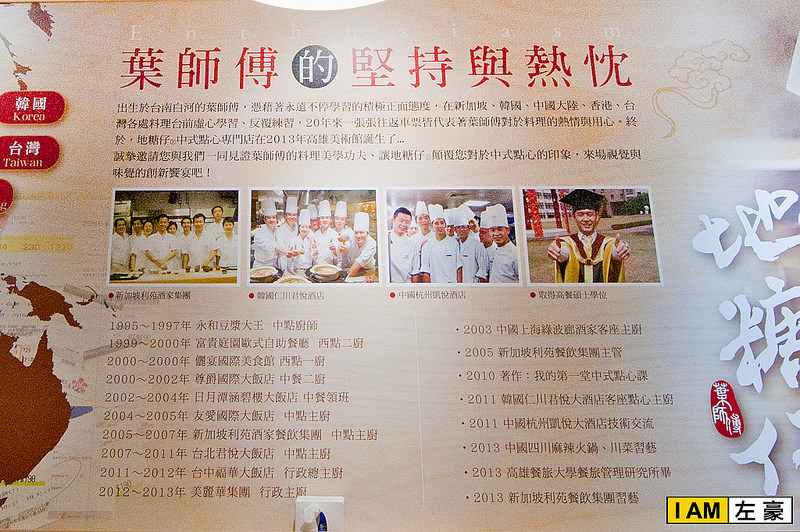 Enthusiasm
葉師傅的堅持與熱忱
韓國
Korea
台灣
Taiwan
出生於台南白河的葉師傅，憑藉著永遠不停學習的積極正面態度，在新加坡、韓國、中國大陸、香港、台
灣各處料理台前虛心學習、反覆練習，20年來一張張往返車票皆代表著葉師傅對於料理的熱情與用心。終
於，地糖仔®中式點心專門店在2013年高雄美術館誕生了...
誠摯邀請您與我們一同見證葉師傅的料理美學功夫、讓地糖仔®顛覆您對於中式點心的印象，來場視覺與
味覺的創新饗宴吧！
●新加坡利苑酒家集團
●韓國仁川君悅酒店
●中國杭州凱悅酒店
●取得高餐碩士學位
1995～1997年 永和豆漿大王 中點廚師
1999～2000年 富貴庭園歐式自助餐廳 西點二廚
2000～2000年 儷宴國際美食館 西點一廚
2000～2002年 尊爵國際大飯店 中餐二廚
2002～2004年 日月潭涵碧樓大飯店 中餐領班
2004～2005年 友愛國際大飯店 中點主廚
2005～2007年 新加坡利苑酒家餐飲集團 中點主廚
2007～2011年 台北君悅大飯店 中點主廚
2011～2012年 台中福華大飯店 行政總主廚
2012～2013年 美麗華集團 行政主廚
・2003 中國上海綠波廊酒家客座主廚
・2005 新加坡利苑餐飲集團主管
・2010 著作：我的第一堂中式點心課
・2011 韓國仁川君悅大酒店客座點心主廚
・2011 中國杭州凱悅大酒店技術交流
・2013 中國四川麻辣火鍋、川菜習藝
・2013 高雄餐旅大學餐旅管理研究所畢
・2013 新加坡利苑餐飲集團習藝
地糖仔
葉師傅
I AM 左豪